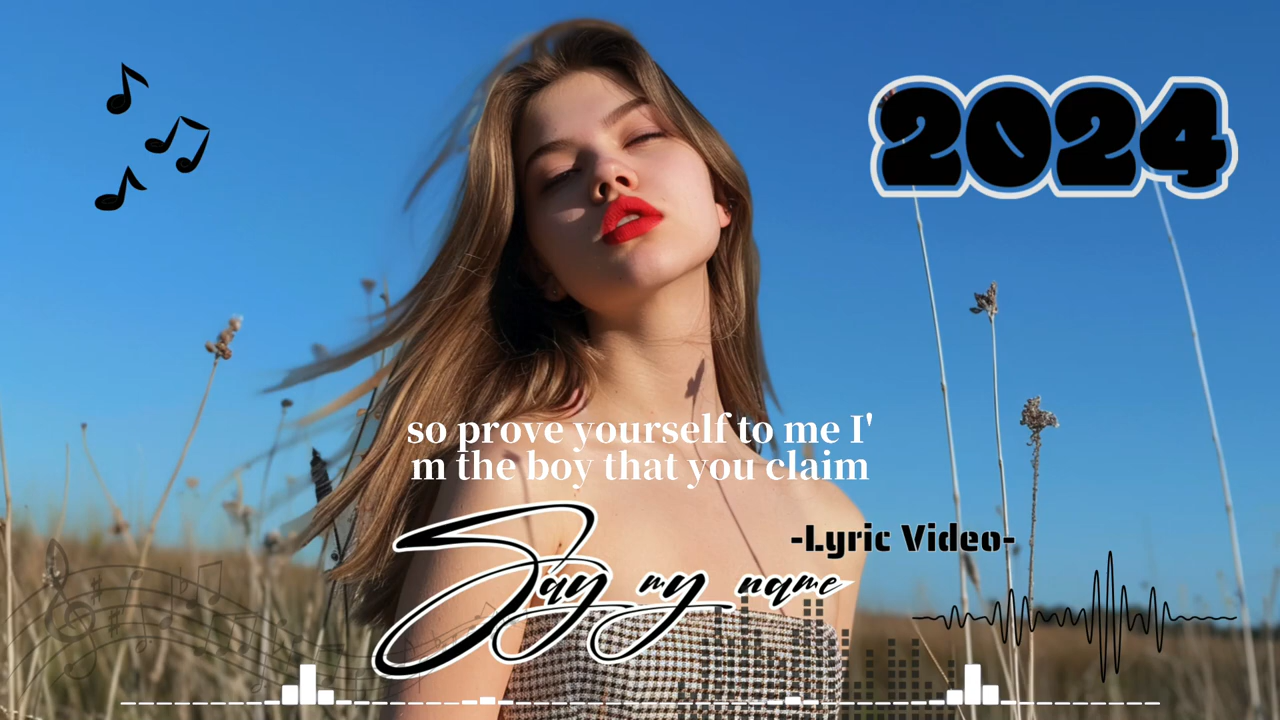 2024
so prove yourself to me I'
m the boy that you claim
-Lyric Video-
Say my name